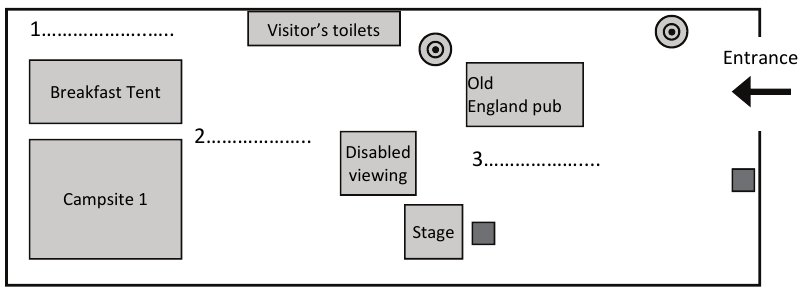 1……………….……
Visitor’s toilets
Entrance
Breakfast Tent
Old
England pub
2………………..
Disabled
viewing
3………………....
Campsite 1
Stage